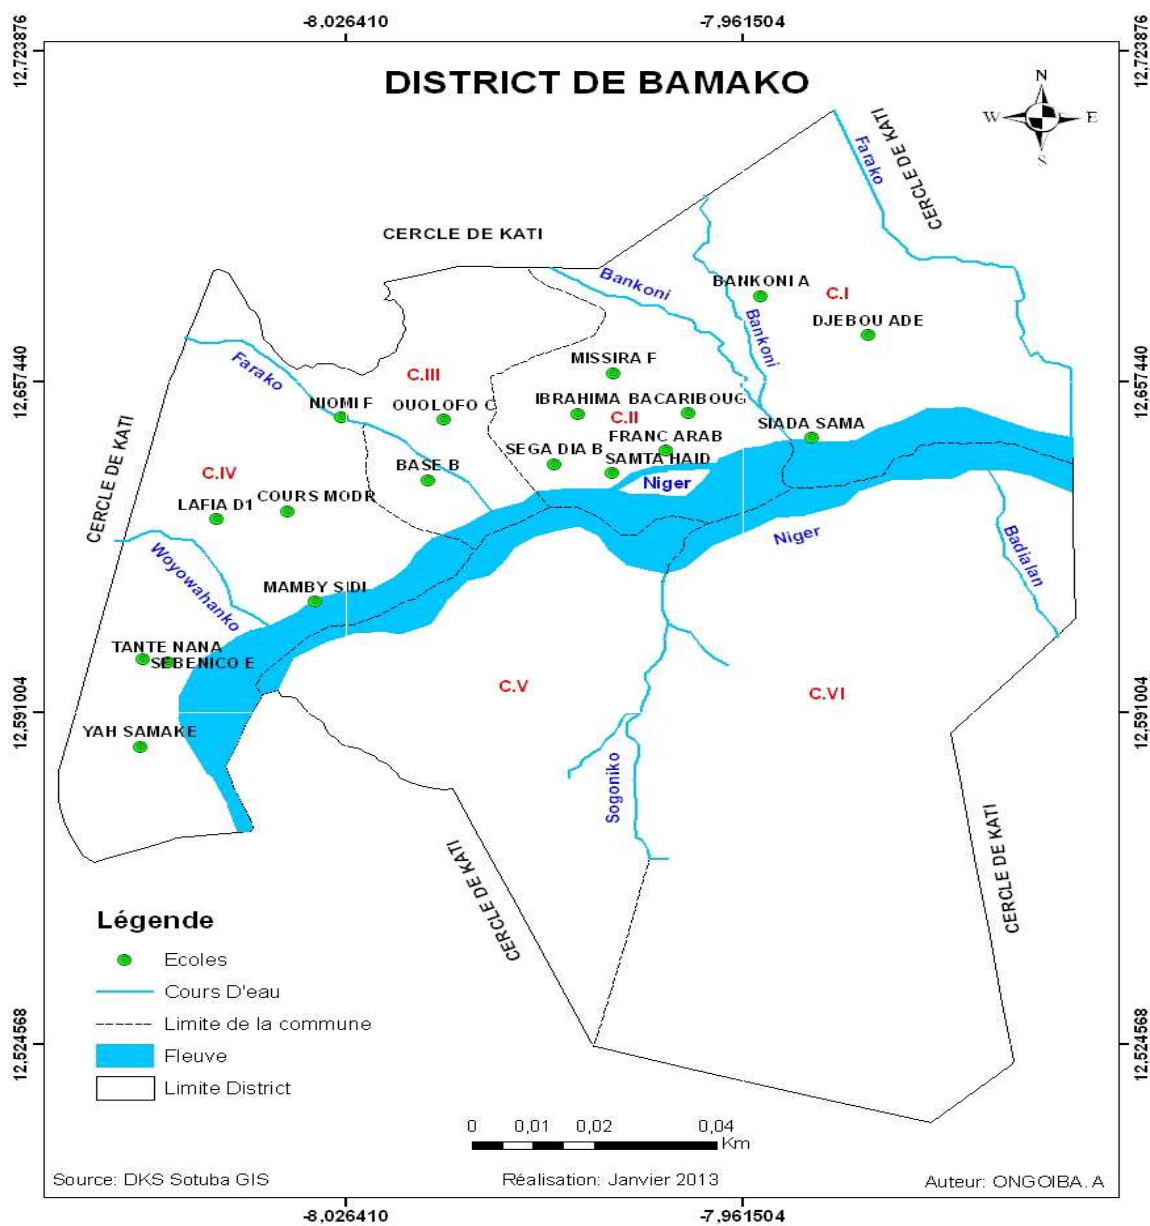 -8,026410
-7,961504
12,723876
12,723876
DISTRICT DE BAMAKO
N
W
E
S
CERCLE DE KATI
Farako
CERCLE DE KATI
Bankoni
BANKONI A
C.I
Bankoni
DJEBOU ADE
MISSIRA F
12,657440
12,657440
Farako
C.III
NIOMI F
OUOLOFO C
IBRAHIMA
BACARIBOUG
C.II
SIADA SAMA
FRANC ARAB
SEGA DIA B
SAMTA HAID
BASE B
Niger
C.IV
CERCLE DE KATI
LAFIA D1
COURS MODR
Niger
Badialan
Woyowahanko
MAMBY SIDI
TANTE NANA
SEBENICO E
C.V
C.VI
12,591004
12,591004
YAH SAMAKE
Sogoniko
CERCLE DE KATI
CERCLE DE KATI
Légende
Ecoles
Cours D'eau
Limite de la commune
Fleuve
Limite District
12,524568
12,524568
0 0,01 0,02 0,04
Km
Source: DKS Sotuba GIS
Réalisation: Janvier 2013
Auteur: ONGOIBA. A
-8,026410
-7,961504